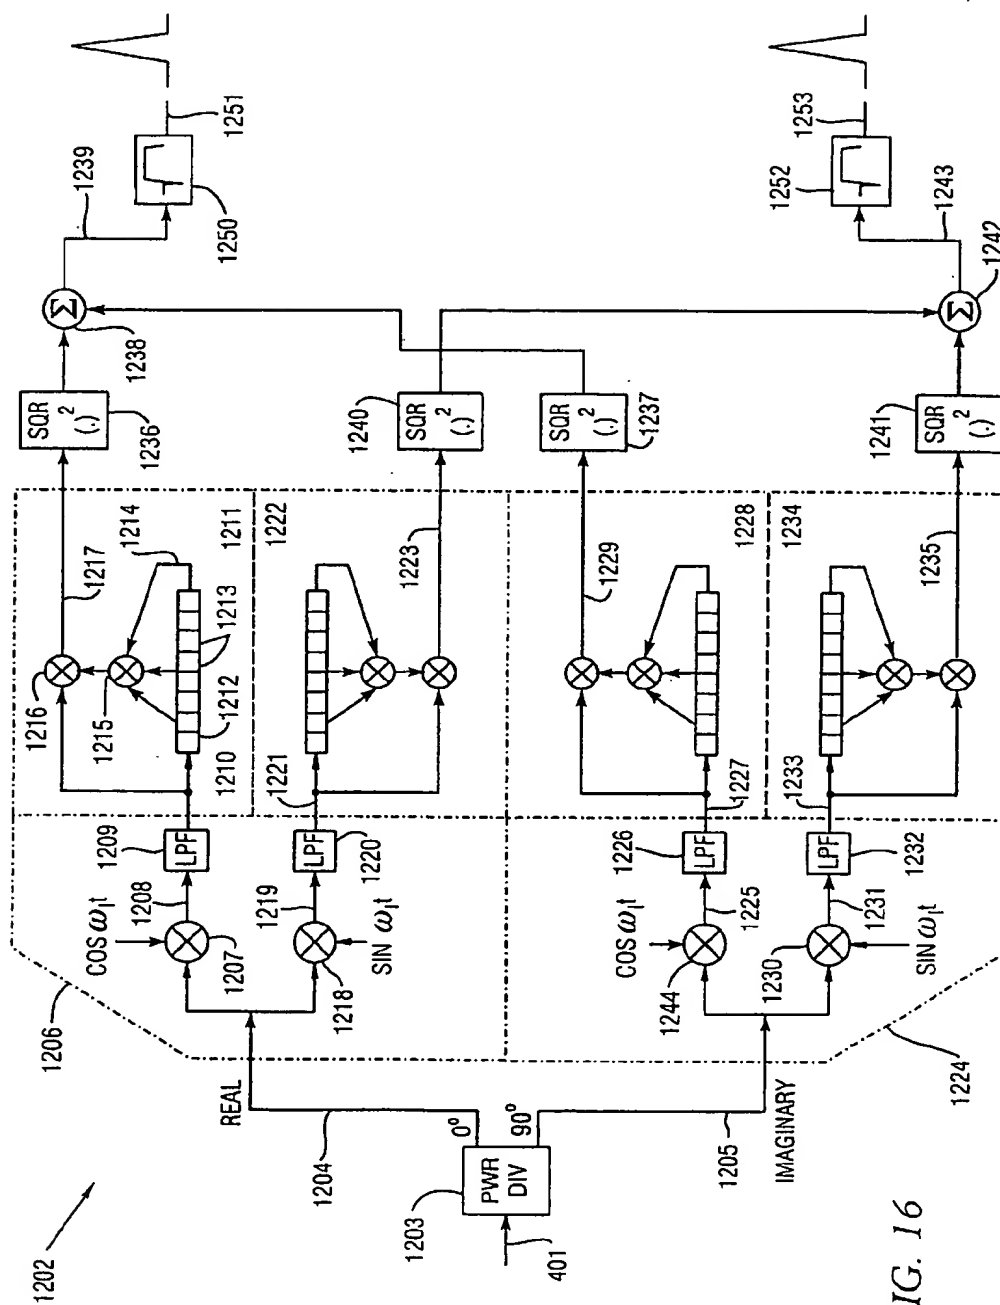 1202
401
1203
PWR
DIV
0°
90°
1204
1205
REAL
IMAGINARY
1206
1224
COS ω₁t
1207
1208
1209
LPF
1210
1211
1212
1213
1214
1215
1216
1217
SIN ω₁t
1218
1219
1220
LPF
1221
1222
1223
COS ω₁t
1244
1225
1226
LPF
1227
1228
1229
SIN ω₁t
1230
1231
1232
LPF
1233
1234
1235
SQR
(.)²
1236
SQR
(.)²
1240
SQR
(.)²
1237
SQR
(.)²
1241
Σ
1238
1239
Σ
1242
1243
1250
1251
1252
1253
IG. 16